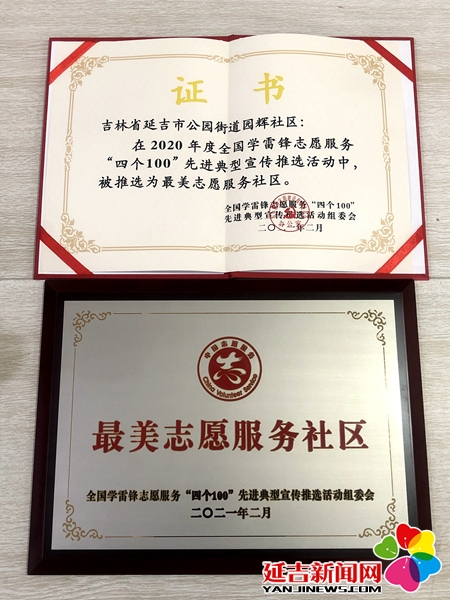 证书
吉林省延吉市公园街道园辉社区：
在2020年度全国学雷锋志愿服务
“四个100”先进典型宣传推选活动中，
被推选为最美志愿服务社区。
全国学雷锋志愿服务“四个100”
先进典型宣传推选活动组委会
办公室
二〇二一年二月
中国志愿服务
China Volunteer Service
最美志愿服务社区
全国学雷锋志愿服务“四个100”先进典型宣传推选活动组委会
二〇二一年二月
延吉新闻网
YANJINEWS.COM